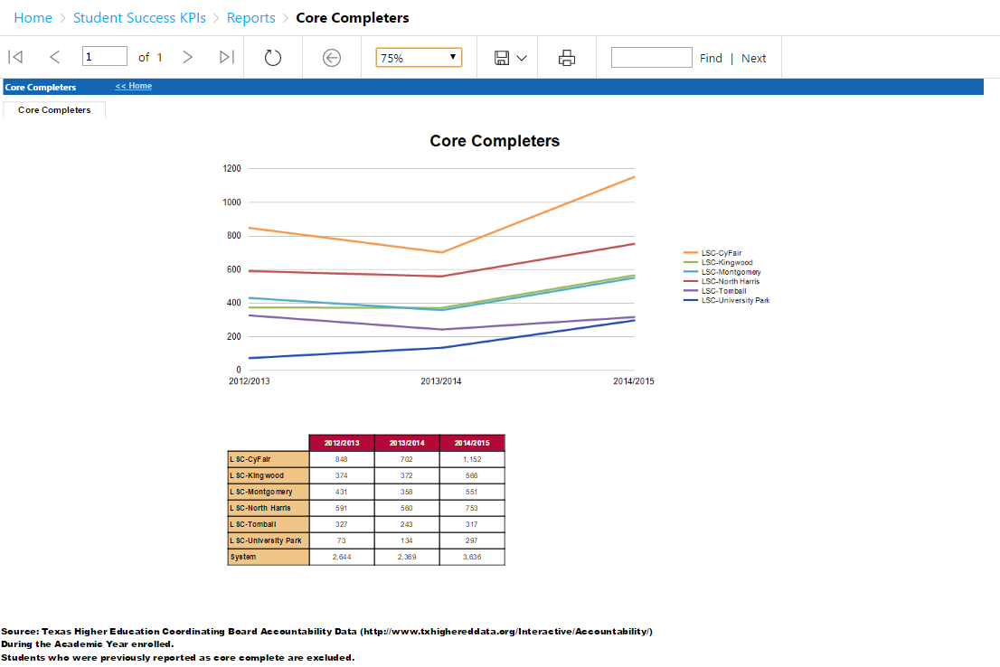 Home > Student Success KPIs > Reports > Core Completers
1 of 1 75% Find | Next
Core Completers << Home
Core Completers
Core Completers
1200
1000
800
600
400
200
0
2012/2013 2013/2014 2014/2015
LSC-CyFair
LSC-Kingwood
LSC-Montgomery
LSC-North Harris
LSC-Tomball
LSC-University Park
2012/2013 2013/2014 2014/2015
LSC-CyFair 848 702 1,152
LSC-Kingwood 374 372 566
LSC-Montgomery 431 358 551
LSC-North Harris 591 560 753
LSC-Tomball 327 243 317
LSC-University Park 73 134 297
System 2,644 2,369 3,636
Source: Texas Higher Education Coordinating Board Accountability Data (http://www.txhighereddata.org/Interactive/Accountability/)
During the Academic Year enrolled.
Students who were previously reported as core complete are excluded.